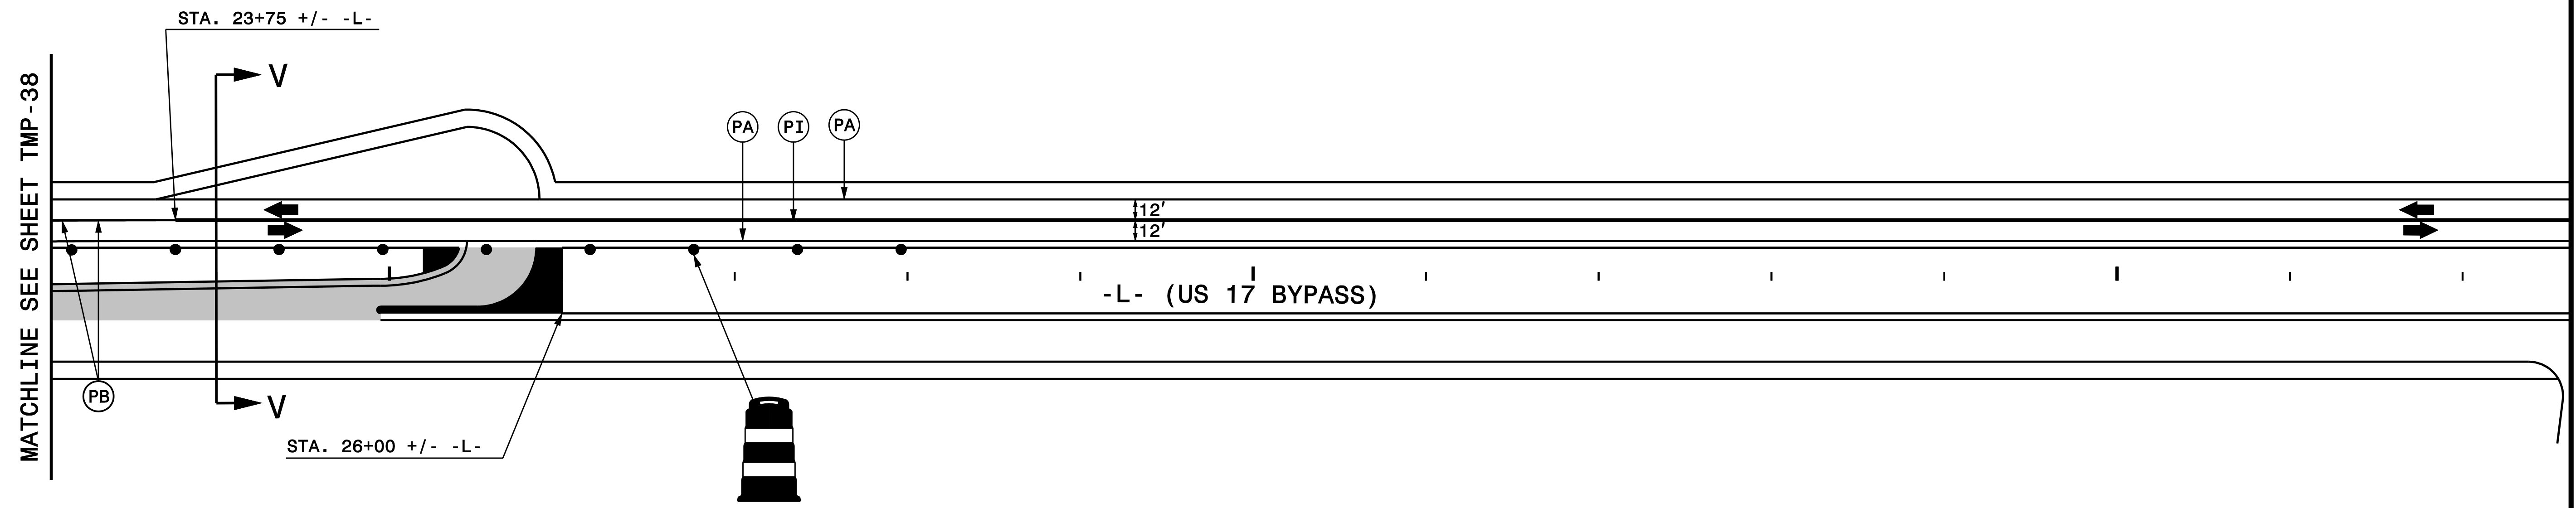 STA. 23+75 +/- -L-
V
MATCHLINE SEE SHEET TMP-38
PA
PI
PA
12'
12'
-L- (US 17 BYPASS)
PB
V
STA. 26+00 +/- -L-